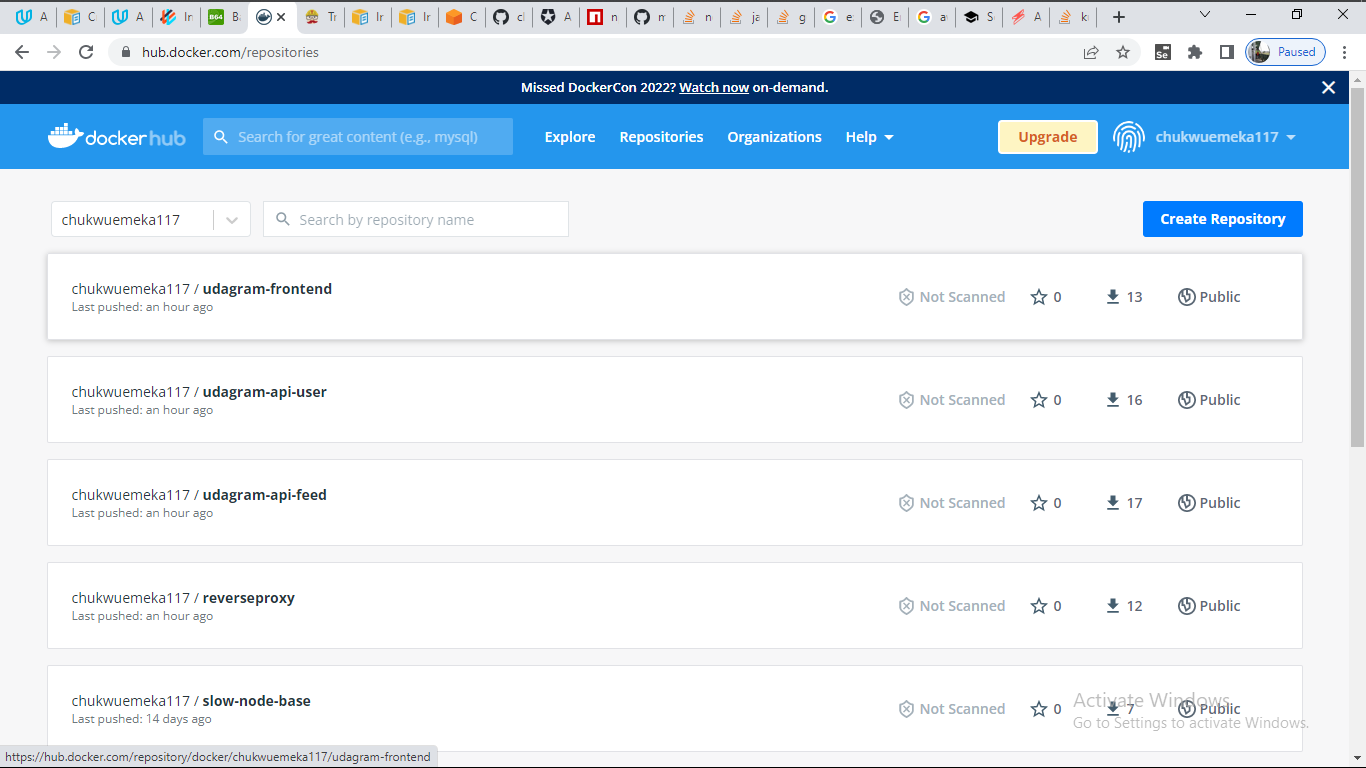 A C A In B64 Ba Tr Ir Ir C cl A n m n ja g e Er a S A k
hub.docker.com/repositories Se Paused
Missed DockerCon 2022? Watch now on-demand.
dockerhub Search for great content (e.g., mysql) Explore Repositories Organizations Help Upgrade chukwuemeka117
chukwuemeka117 Search by repository name Create Repository
chukwuemeka117 / udagram-frontend
Last pushed: an hour ago
Not Scanned 0 13 Public
chukwuemeka117 / udagram-api-user
Last pushed: an hour ago
Not Scanned 0 16 Public
chukwuemeka117 / udagram-api-feed
Last pushed: an hour ago
Not Scanned 0 17 Public
chukwuemeka117 / reverseproxy
Last pushed: an hour ago
Not Scanned 0 12 Public
chukwuemeka117 / slow-node-base
Last pushed: 14 days ago
Not Scanned 0 7 Public
Activate Windows
Go to Settings to activate Windows.
https://hub.docker.com/repository/docker/chukwuemeka117/udagram-frontend